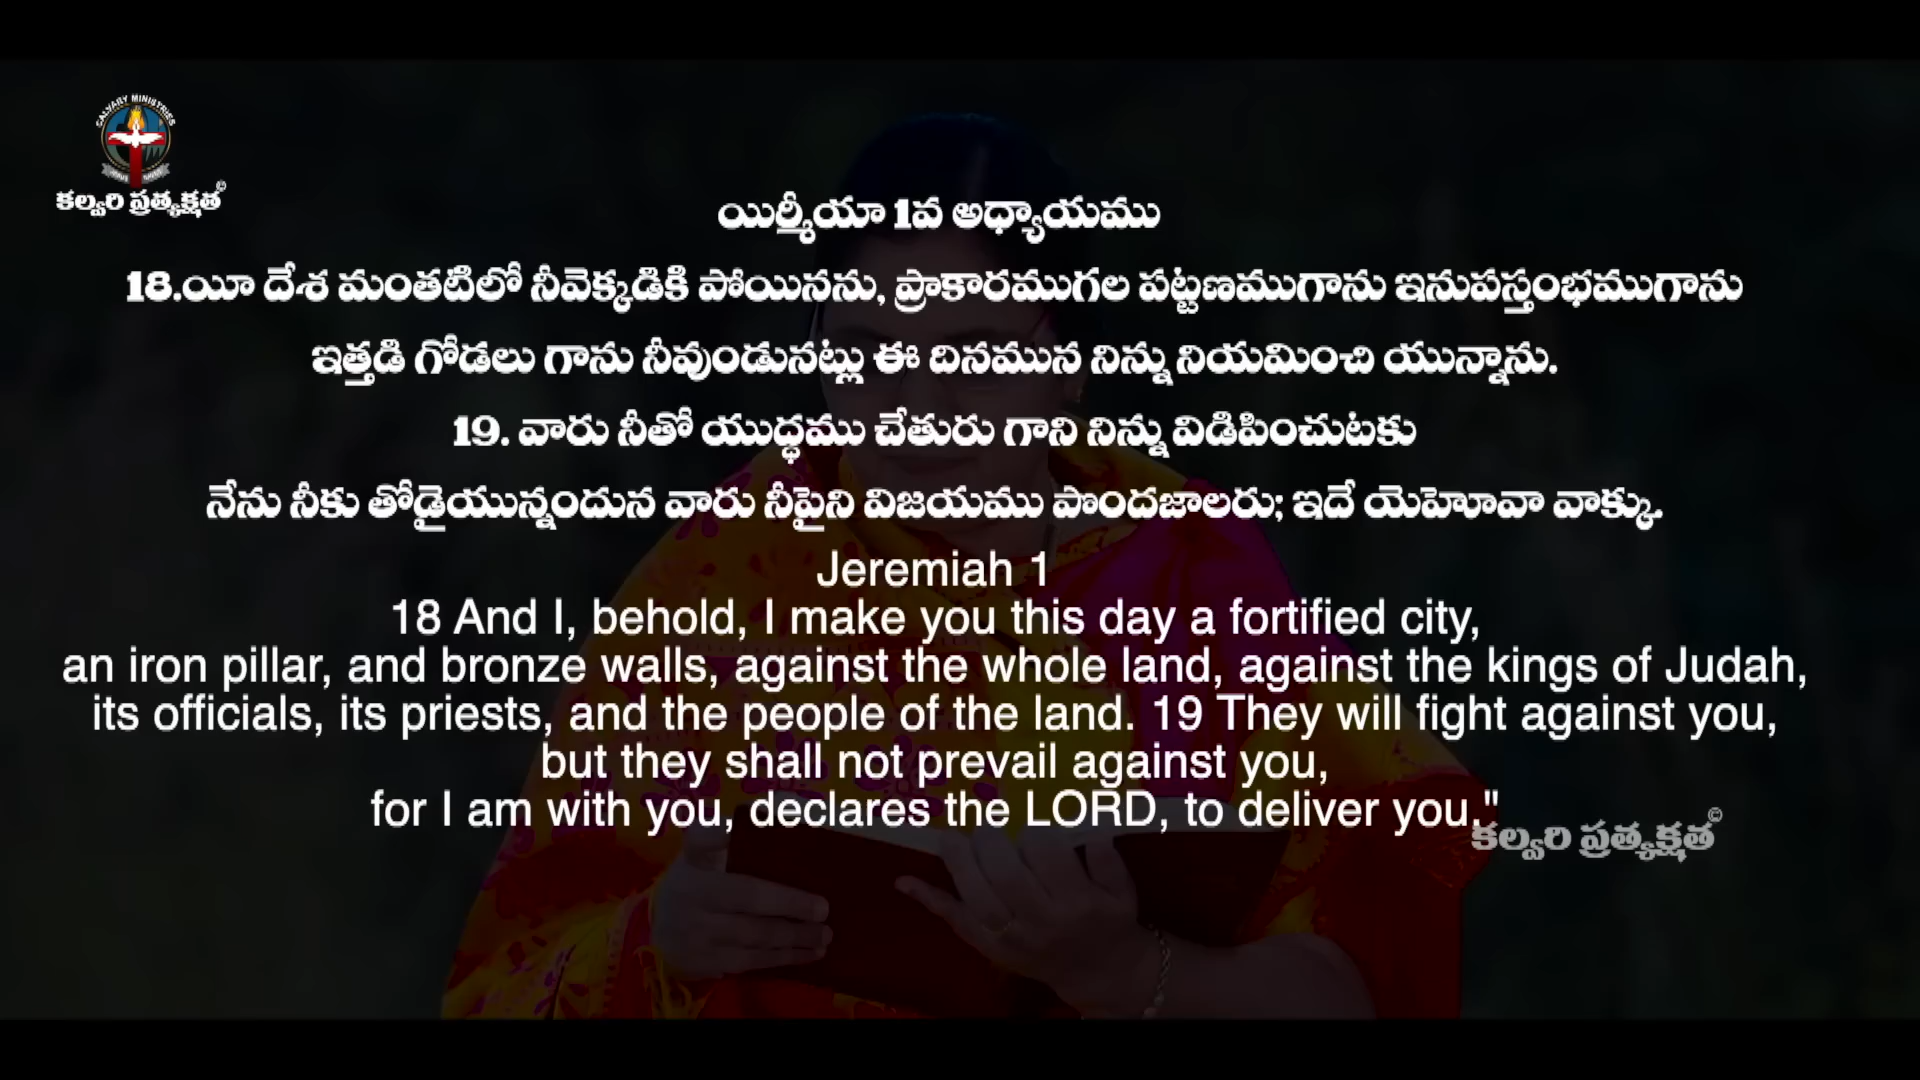 CALVARY MINISTRIES
కల్వరి ప్రత్యక్షత©
యిర్మీయా 1వ అధ్యాయము
18.యీ దేశ మంతటిలో నీవెక్కడికి పోయినను, ప్రాకారముగల పట్టణముగాను ఇనుపస్తంభముగాను
ఇత్తడి గోడలు గాను నీవుండునట్లు ఈ దినమున నిన్ను నియమించి యున్నాను.
19. వారు నీతో యుద్ధము చేతురు గాని నిన్ను విడిపించుటకు
నేను నీకు తోడైయున్నందున వారు నీపైని విజయము పొందజాలరు; ఇదే యెహోవా వాక్కు.
Jeremiah 1
18 And I, behold, I make you this day a fortified city,
an iron pillar, and bronze walls, against the whole land, against the kings of Judah,
its officials, its priests, and the people of the land. 19 They will fight against you,
but they shall not prevail against you,
for I am with you, declares the LORD, to deliver you."
కల్వరి ప్రత్యక్షత©